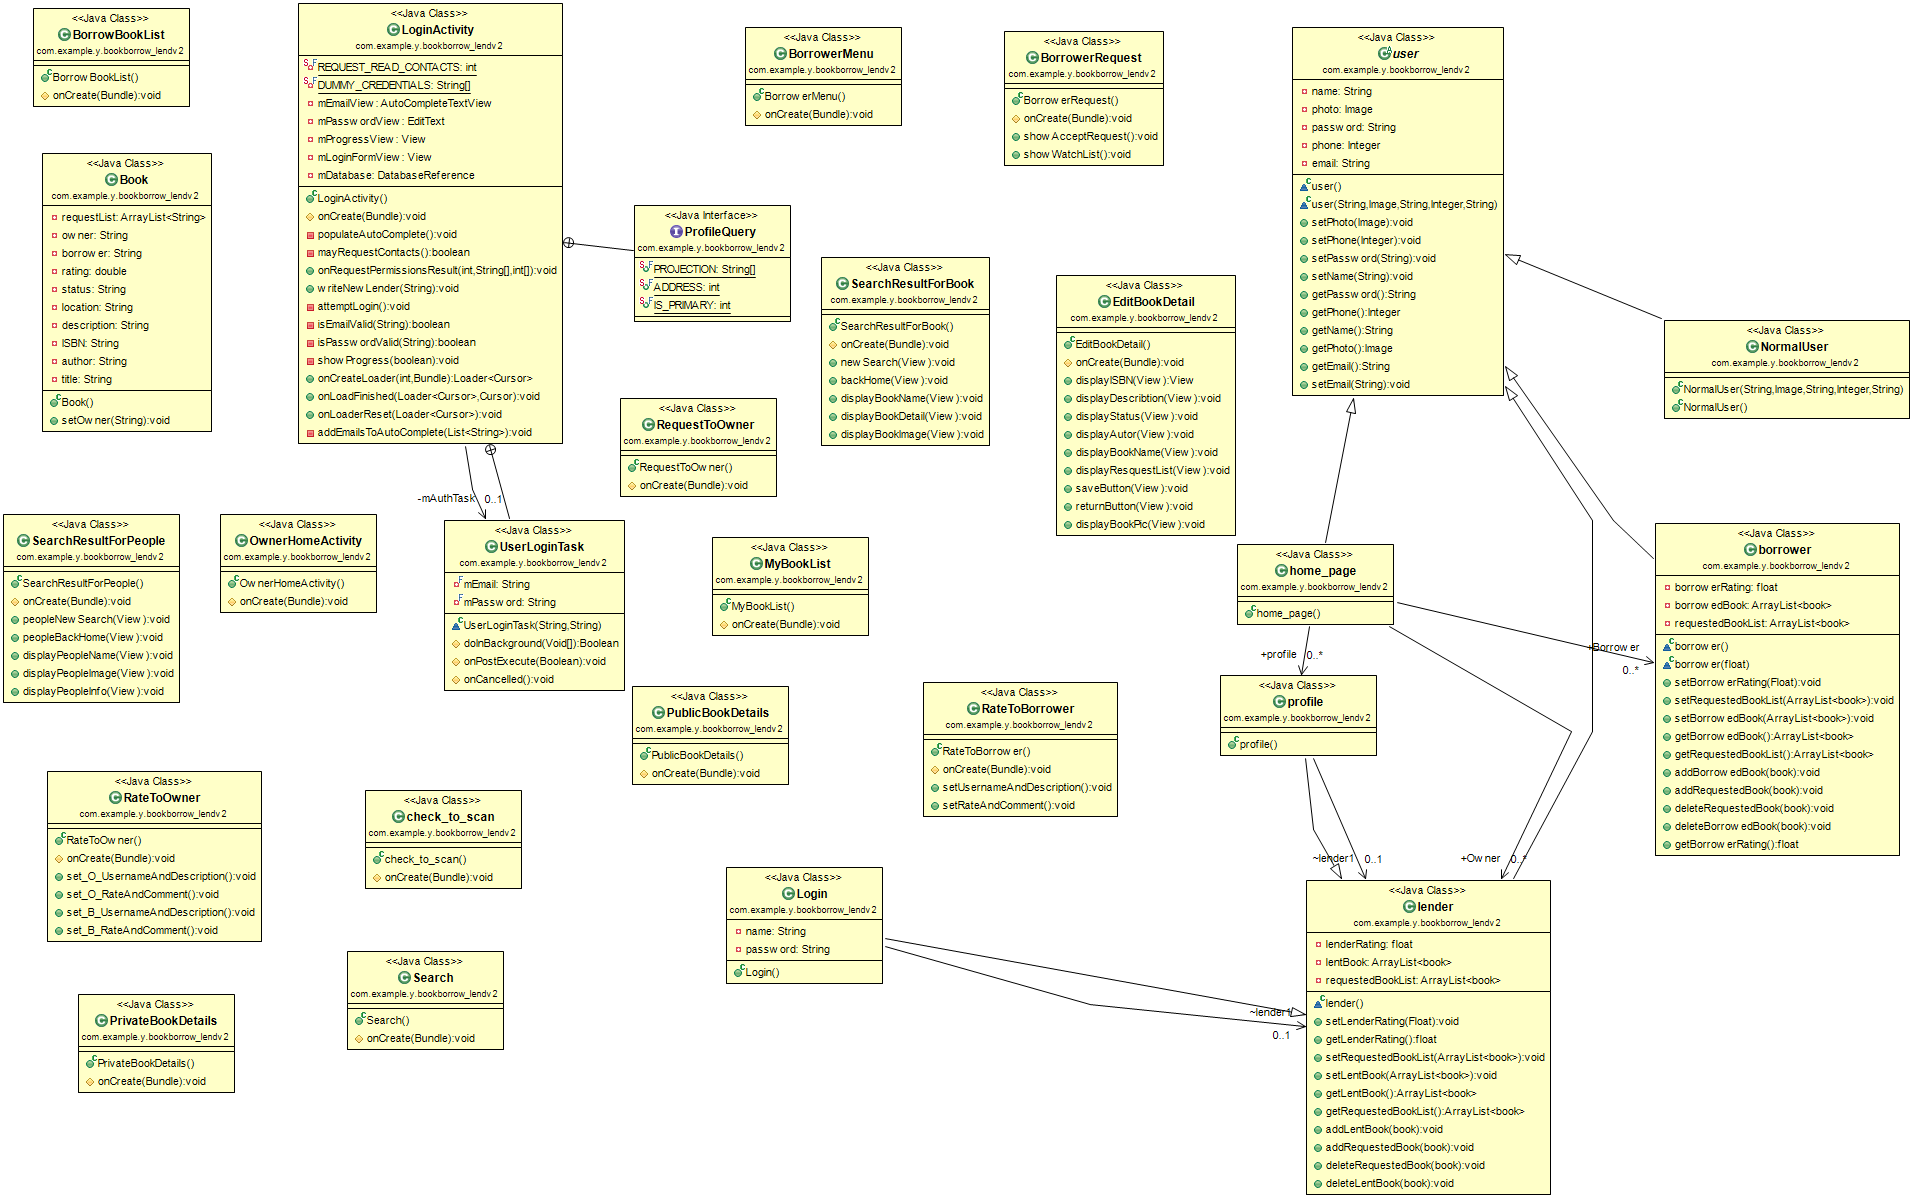 <<Java Class>>
BorrowBookList
com.example.y.bookborrow_lendv2
BorrowBookList()
onCreate(Bundle):void
<<Java Class>>
LoginActivity
com.example.y.bookborrow_lendv2
REQUEST_READ_CONTACTS: int
DUMMY_CREDENTIALS: String[]
mEmailView: AutoCompleteTextView
mPasswordView: EditText
mProgressView: View
mLoginFormView: View
mDatabase: DatabaseReference
LoginActivity()
onCreate(Bundle):void
populateAutoComplete():void
mayRequestContacts():boolean
onRequestPermissionsResult(int,String[],int[]):void
writeNewLender(String):void
attemptLogin():void
isEmailValid(String):boolean
isPasswordValid(String):boolean
showProgress(boolean):void
onCreateLoader(int,Bundle):Loader<Cursor>
onLoadFinished(Loader<Cursor>,Cursor):void
onLoaderReset(Loader<Cursor>):void
addEmailsToAutoComplete(List<String>):void
<<Java Class>>
BorrowerMenu
com.example.y.bookborrow_lendv2
BorrowerMenu()
onCreate(Bundle):void
<<Java Class>>
BorrowerRequest
com.example.y.bookborrow_lendv2
BorrowerRequest()
onCreate(Bundle):void
showAcceptRequest():void
showWatchList():void
<<Java Class>>
user
com.example.y.bookborrow_lendv2
name: String
photo: Image
password: String
phone: Integer
email: String
user()
user(String,Image,String,Integer,String)
setPhoto(Image):void
setPhone(Integer):void
setPassword(String):void
setName(String):void
getPassword():String
getPhone():Integer
getName():String
getPhoto():Image
getEmail():String
setEmail(String):void
<<Java Class>>
Book
com.example.y.bookborrow_lendv2
requestList: ArrayList<String>
owner: String
borrower: String
rating: double
status: String
location: String
description: String
ISBN: String
author: String
title: String
Book()
setOwner(String):void
<<Java Interface>>
ProfileQuery
com.example.y.bookborrow_lendv2
PROJECTION: String[]
ADDRESS: int
IS_PRIMARY: int
<<Java Class>>
SearchResultForBook
com.example.y.bookborrow_lendv2
SearchResultForBook()
onCreate(Bundle):void
newSearch(View):void
backHome(View):void
displayBookName(View):void
displayBookDetail(View):void
displayBookImage(View):void
<<Java Class>>
EditBookDetail
com.example.y.bookborrow_lendv2
EditBookDetail()
onCreate(Bundle):void
displayISBN(View):View
displayDescribtion(View):void
displayStatus(View):void
displayAutor(View):void
displayBookName(View):void
displayResquestList(View):void
saveButton(View):void
returnButton(View):void
displayBookPic(View):void
<<Java Class>>
NormalUser
com.example.y.bookborrow_lendv2
NormalUser(String,Image,String,Integer,String)
NormalUser()
<<Java Class>>
RequestToOwner
com.example.y.bookborrow_lendv2
RequestToOwner()
onCreate(Bundle):void
-mAuthTask
0..1
<<Java Class>>
SearchResultForPeople
com.example.y.bookborrow_lendv2
SearchResultForPeople()
onCreate(Bundle):void
peopleNewSearch(View):void
peopleBackHome(View):void
displayPeopleName(View):void
displayPeopleImage(View):void
displayPeopleInfo(View):void
<<Java Class>>
OwnerHomeActivity
com.example.y.bookborrow_lendv2
OwnerHomeActivity()
onCreate(Bundle):void
<<Java Class>>
UserLoginTask
com.example.y.bookborrow_lendv2
mEmail: String
mPassword: String
UserLoginTask(String,String)
doInBackground(Void[]):Boolean
onPostExecute(Boolean):void
onCancelled():void
<<Java Class>>
MyBookList
com.example.y.bookborrow_lendv2
MyBookList()
onCreate(Bundle):void
<<Java Class>>
home_page
com.example.y.bookborrow_lendv2
home_page()
<<Java Class>>
borrower
com.example.y.bookborrow_lendv2
borrowerRating: float
borrowedBook: ArrayList<book>
requestedBookList: ArrayList<book>
borrower()
borrower(float)
setBorrowerRating(Float):void
setRequestedBookList(ArrayList<book>):void
setBorrowedBook(ArrayList<book>):void
getBorrowedBook():ArrayList<book>
getRequestedBookList():ArrayList<book>
addBorrowedBook(book):void
addRequestedBook(book):void
deleteRequestedBook(book):void
deleteBorrowedBook(book):void
getBorrowerRating():float
+profile
0..*
+Borrower
0..*
<<Java Class>>
profile
com.example.y.bookborrow_lendv2
profile()
<<Java Class>>
PublicBookDetails
com.example.y.bookborrow_lendv2
PublicBookDetails()
onCreate(Bundle):void
<<Java Class>>
RateToBorrower
com.example.y.bookborrow_lendv2
RateToBorrower()
onCreate(Bundle):void
setUsernameAndDescription():void
setRateAndComment():void
<<Java Class>>
RateToOwner
com.example.y.bookborrow_lendv2
RateToOwner()
onCreate(Bundle):void
set_O_UsernameAndDescription():void
set_O_RateAndComment():void
set_B_UsernameAndDescription():void
set_B_RateAndComment():void
<<Java Class>>
check_to_scan
com.example.y.bookborrow_lendv2
check_to_scan()
onCreate(Bundle):void
~lender1
0..1
+Owner
0..*
<<Java Class>>
Login
com.example.y.bookborrow_lendv2
name: String
password: String
Login()
~lender1
0..1
<<Java Class>>
lender
com.example.y.bookborrow_lendv2
lenderRating: float
lentBook: ArrayList<book>
requestedBookList: ArrayList<book>
lender()
setLenderRating(Float):void
getLenderRating():float
setRequestedBookList(ArrayList<book>):void
setLentBook(ArrayList<book>):void
getLentBook():ArrayList<book>
getRequestedBookList():ArrayList<book>
addLentBook(book):void
addRequestedBook(book):void
deleteRequestedBook(book):void
deleteLentBook(book):void
<<Java Class>>
Search
com.example.y.bookborrow_lendv2
Search()
onCreate(Bundle):void
<<Java Class>>
PrivateBookDetails
com.example.y.bookborrow_lendv2
PrivateBookDetails()
onCreate(Bundle):void